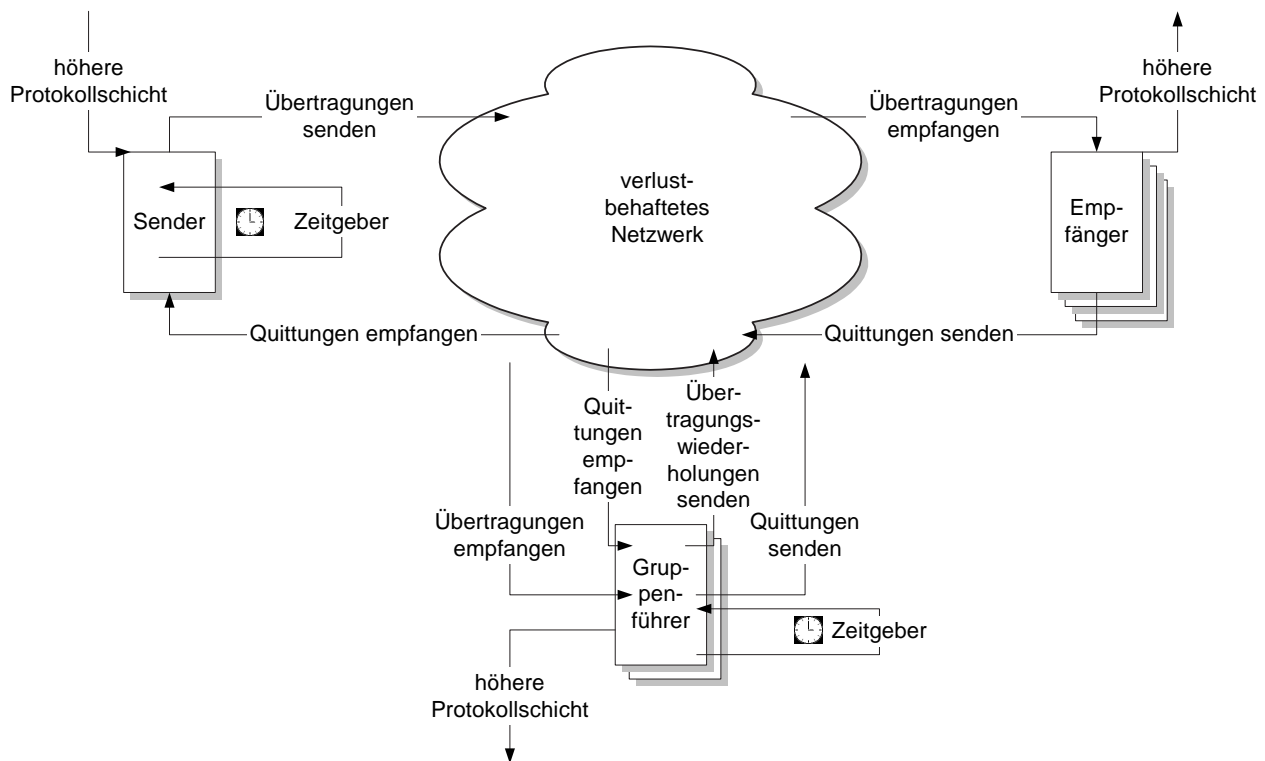 höhere
Protokollschicht
höhere
Protokollschicht
Übertragungen
senden
Übertragungen
empfangen
verlust-
behaftetes
Netzwerk
Sender
Zeitgeber
Emp-
fänger
Quittungen empfangen
Quittungen senden
Quit-
tungen
emp-
fangen
Über-
tragungs-
wieder-
holungen
senden
Übertragungen
empfangen
Quittungen
senden
Grup-
pen-
führer
Zeitgeber
höhere
Protokollschicht